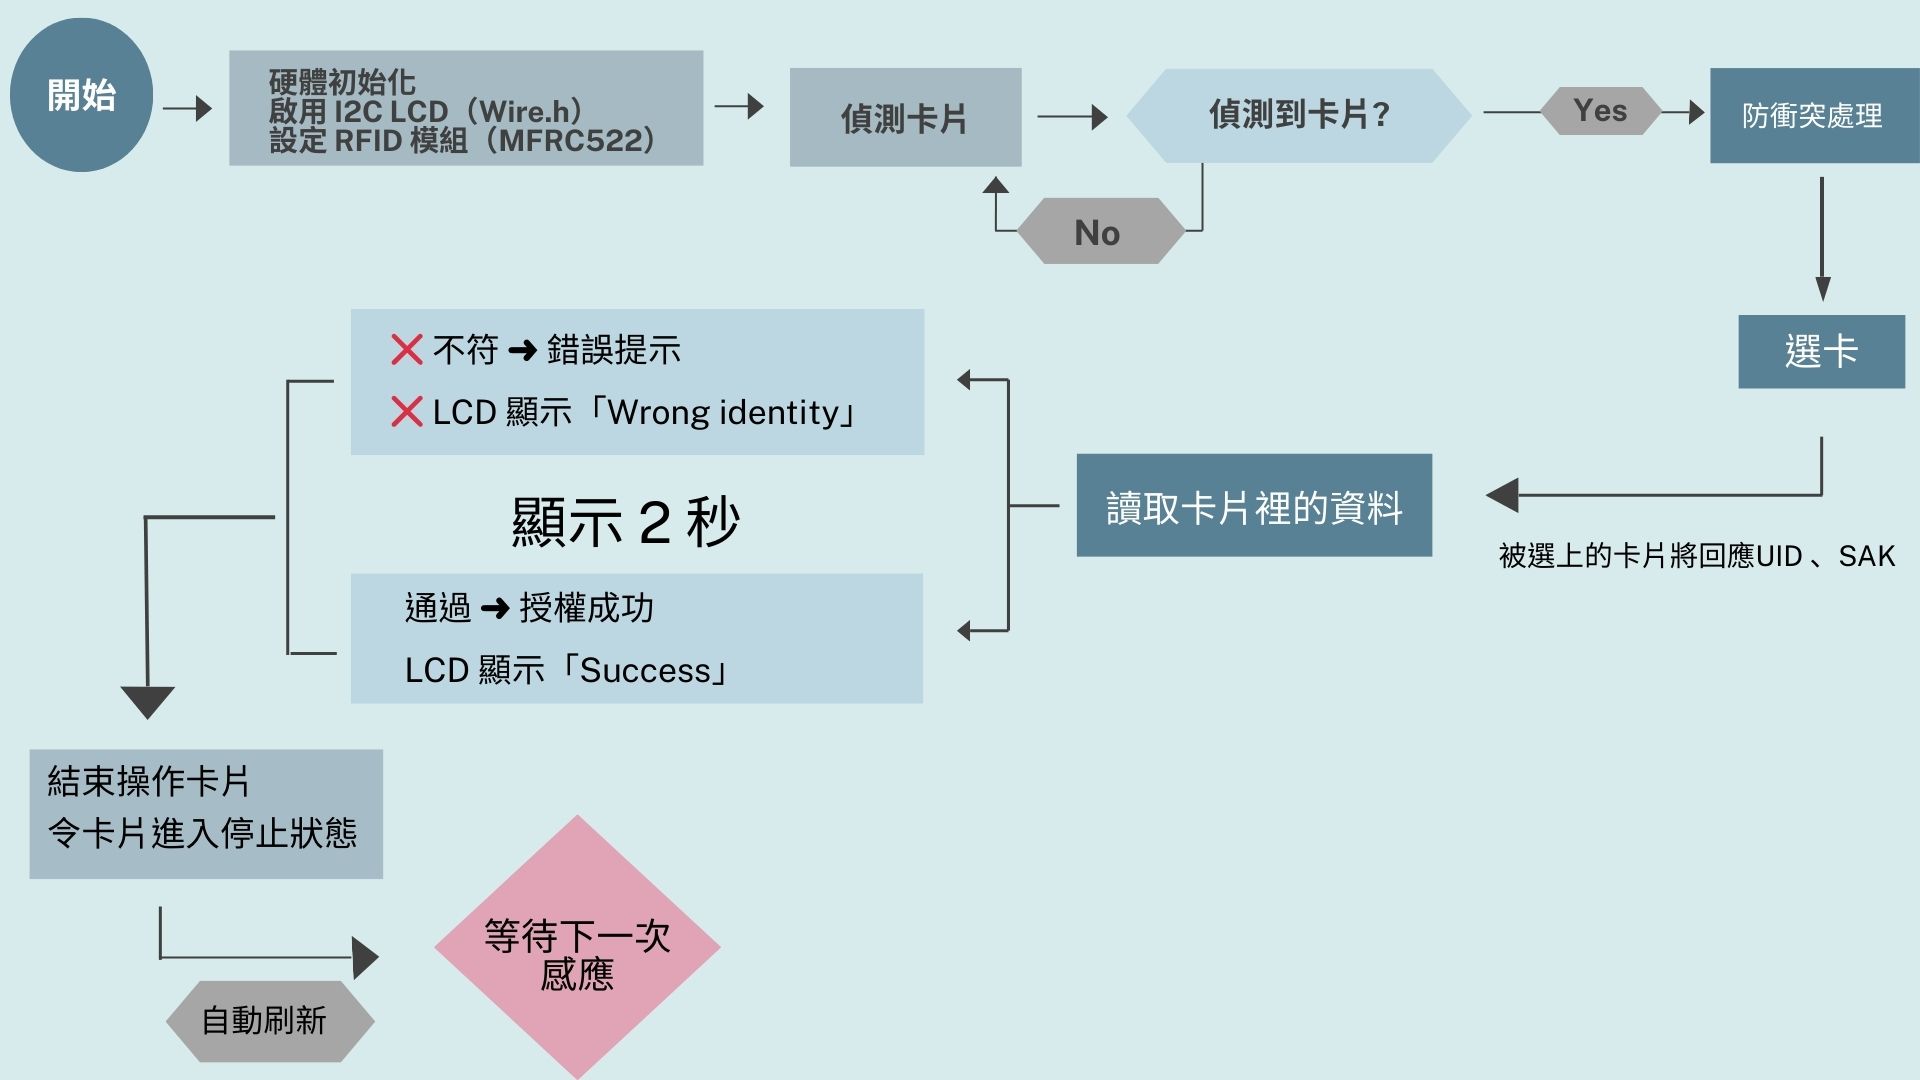 開始
硬體初始化
啟用 I2C LCD（Wire.h）
設定 RFID 模組（MFRC522）
偵測卡片
偵測到卡片?
Yes
防衝突處理
No
選卡
❌ 不符 ➜ 錯誤提示
❌ LCD 顯示「Wrong identity」
讀取卡片裡的資料
顯示 2 秒
被選上的卡片將回應UID 、SAK
通過 ➜ 授權成功
LCD 顯示「Success」
結束操作卡片
令卡片進入停止狀態
等待下一次
感應
自動刷新